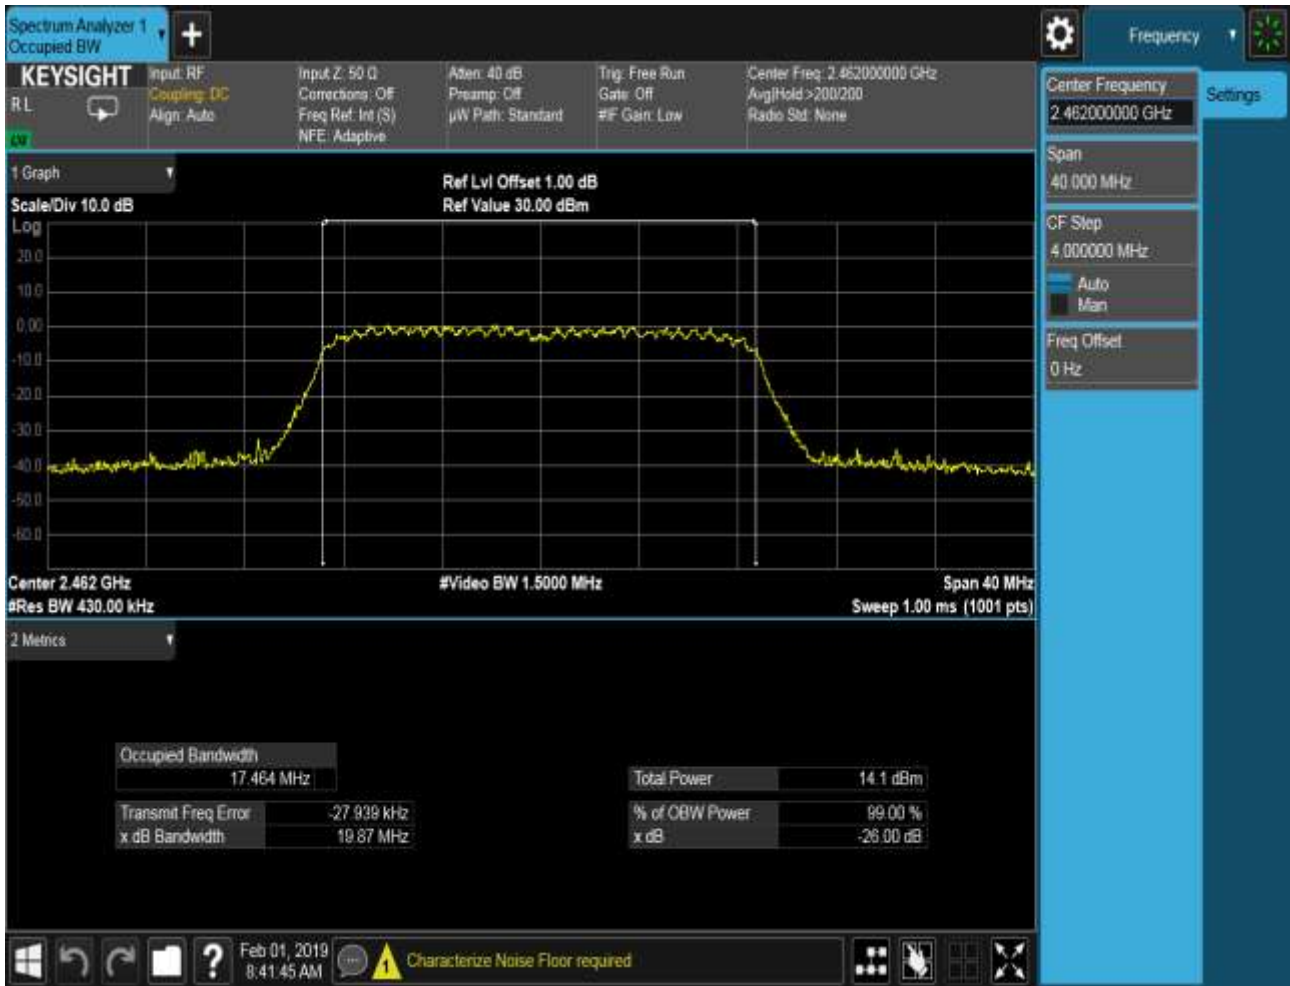 Spectrum Analyzer 1
Occupied BW
Frequency
KEYSIGHT
R L
Input: RF
Coupling: DC
Align: Auto
Input Z: 50 Ω
Corrections: Off
Freq Ref: Int (S)
NFE: Adaptive
Atten: 40 dB
Preamp: Off
µW Path: Standard
Trig: Free Run
Gate: Off
#IF Gain: Low
Center Freq: 2.462000000 GHz
Avg|Hold >200/200
Radio Std: None
Center Frequency
2.462000000 GHz
Settings
Span
40.000 MHz
CF Step
4.000000 MHz
Auto
Man
Freq Offset
0 Hz
1 Graph
Scale/Div 10.0 dB
Ref Lvl Offset 1.00 dB
Ref Value 30.00 dBm
Log
20.0
10.0
0.00
-10.0
-20.0
-30.0
-40.0
-50.0
-60.0
Center 2.462 GHz
#Video BW 1.5000 MHz
Span 40 MHz
#Res BW 430.00 kHz
Sweep 1.00 ms (1001 pts)
2 Metrics
Occupied Bandwidth
17.464 MHz
Total Power 14.1 dBm
Transmit Freq Error -27.939 kHz
% of OBW Power 99.00 %
x dB Bandwidth 19.87 MHz
x dB -26.00 dB
Feb 01, 2019
8:41:45 AM
1
Characterize Noise Floor required